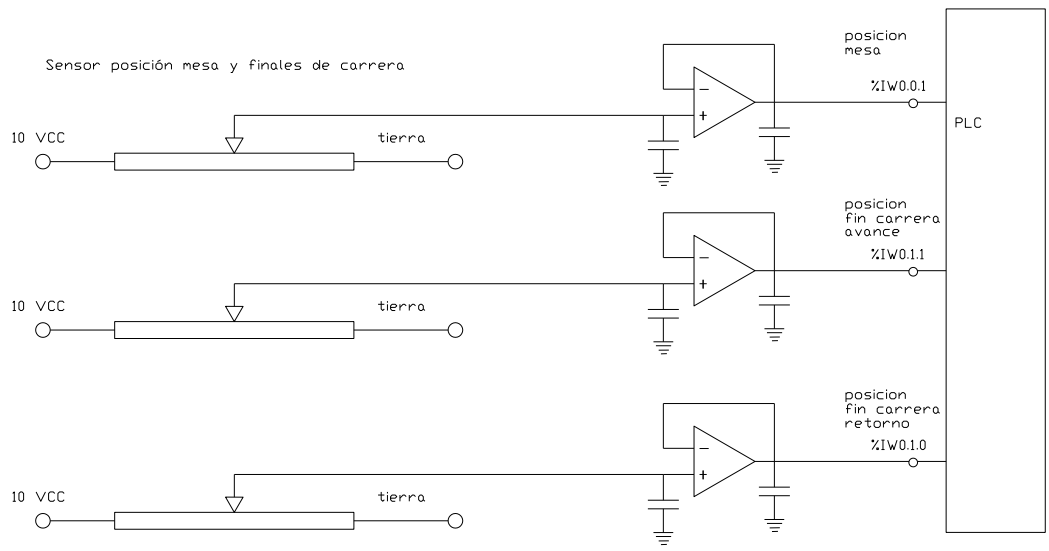 posicion
mesa
Sensor posición mesa y finales de carrera
%IW0.0.1
PLC
10 VCC
tierra
posicion
fin carrera
avance
%IW0.1.1
10 VCC
tierra
posicion
fin carrera
retorno
%IW0.1.0
10 VCC
tierra